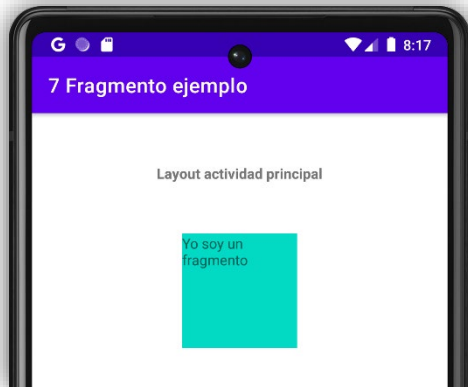 G 8:17
7 Fragmento ejemplo
Layout actividad principal
Yo soy un
fragmento